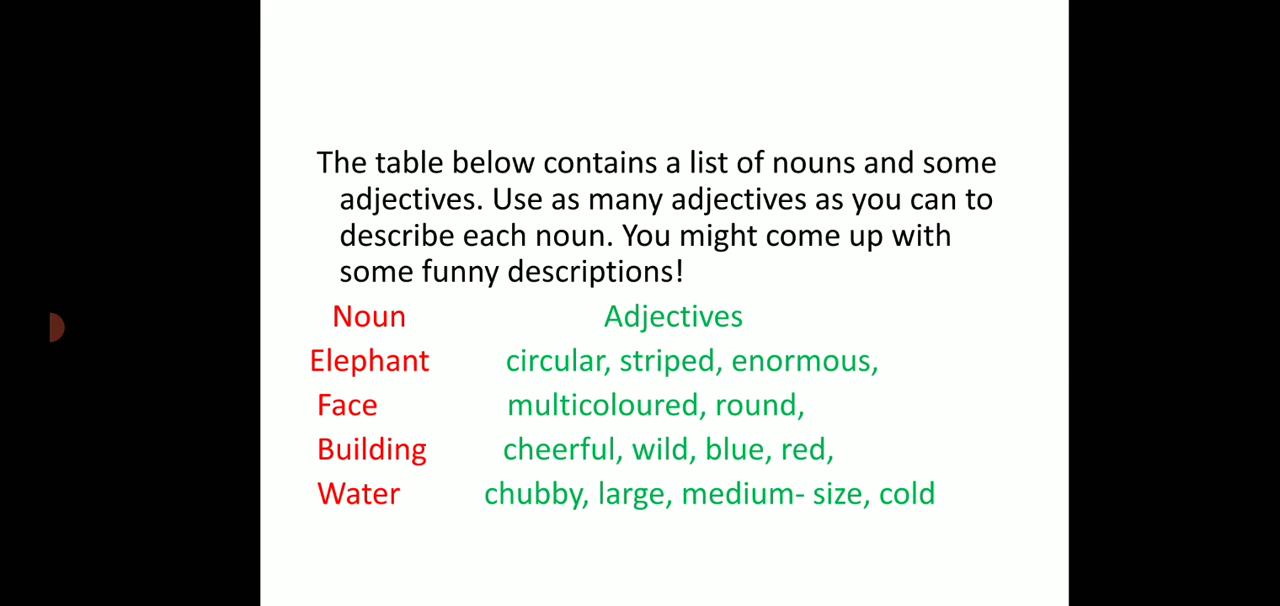 The table below contains a list of nouns and some
adjectives. Use as many adjectives as you can to
describe each noun. You might come up with
some funny descriptions!
Noun Adjectives
Elephant circular, striped, enormous,
Face multicoloured, round,
Building cheerful, wild, blue, red,
Water chubby, large, medium- size, cold